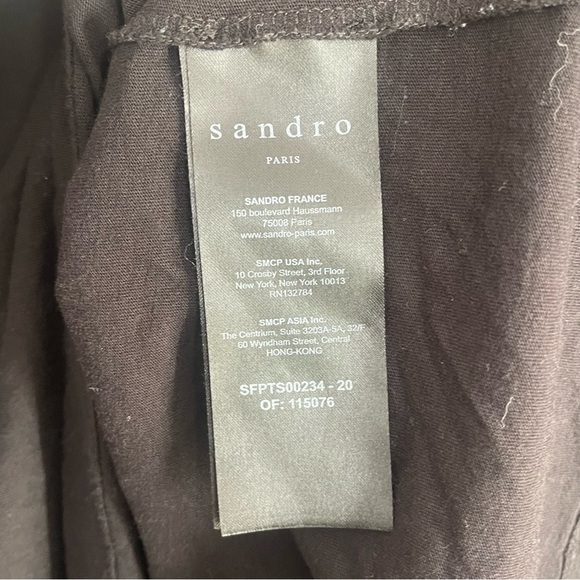 sandro
PARIS
SANDRO FRANCE
150 boulevard Haussmann
75008 Paris
www.sandro-paris.com
SMCP USA Inc.
10 Crosby Street, 3rd Floor
New York, New York 10013
RN132784
SMCP ASIA Inc.
The Centrium, Suite 3203A-5A, 32/F
60 Wyndham Street, Central
HONG-KONG
SFPTS00234 - 20
OF: 115076